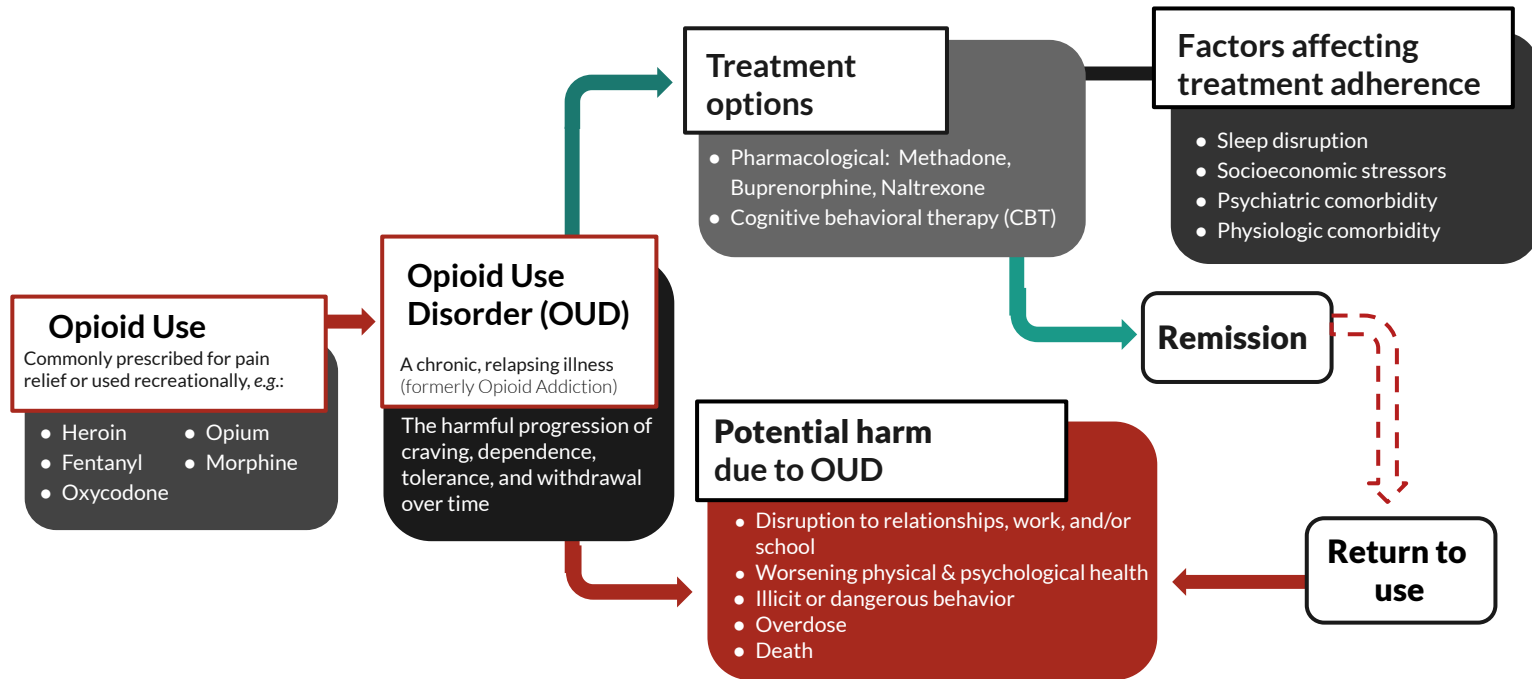 Opioid Use
Commonly prescribed for pain
relief or used recreationally, e.g.:
● Heroin
● Fentanyl
● Oxycodone
● Opium
● Morphine
Opioid Use
Disorder (OUD)
A chronic, relapsing illness
(formerly Opioid Addiction)
The harmful progression of
craving, dependence,
tolerance, and withdrawal
over time
Treatment
options
● Pharmacological: Methadone,
Buprenorphine, Naltrexone
● Cognitive behavioral therapy (CBT)
Factors affecting
treatment adherence
● Sleep disruption
● Socioeconomic stressors
● Psychiatric comorbidity
● Physiologic comorbidity
Remission
Return to
use
Potential harm
due to OUD
● Disruption to relationships, work, and/or
school
● Worsening physical & psychological health
● Illicit or dangerous behavior
● Overdose
● Death